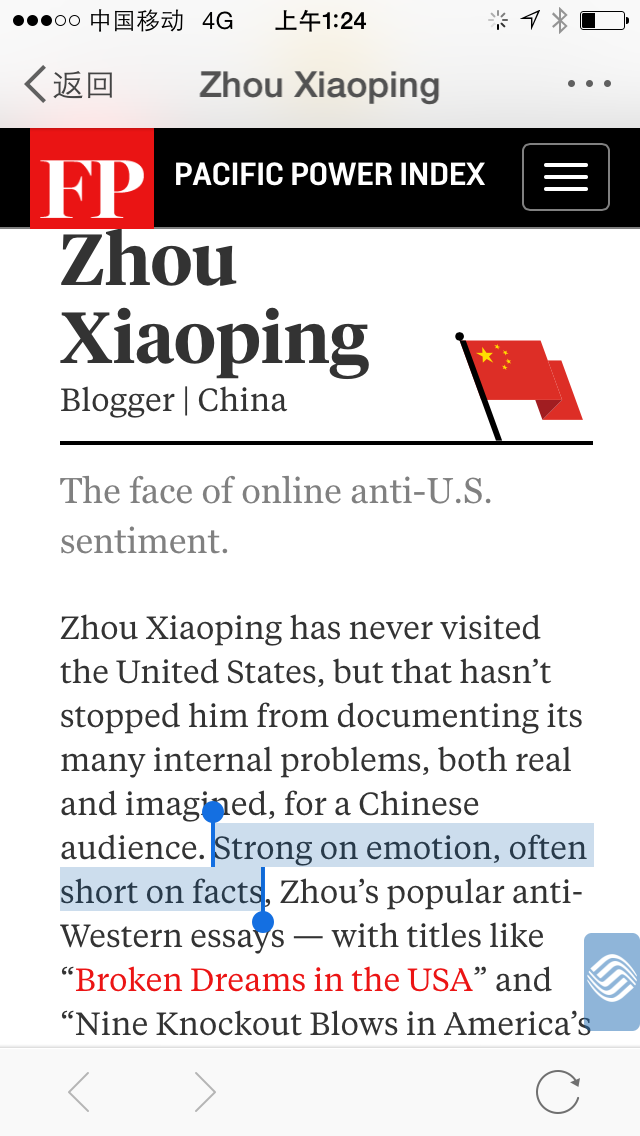 中国移动 4G 上午1:24
返回 Zhou Xiaoping
FP PACIFIC POWER INDEX
Zhou
Xiaoping
Blogger | China
The face of online anti-U.S.
sentiment.
Zhou Xiaoping has never visited
the United States, but that hasn’t
stopped him from documenting its
many internal problems, both real
and imagined, for a Chinese
audience. Strong on emotion, often
short on facts, Zhou’s popular anti-
Western essays — with titles like
“Broken Dreams in the USA” and
“Nine Knockout Blows in America’s